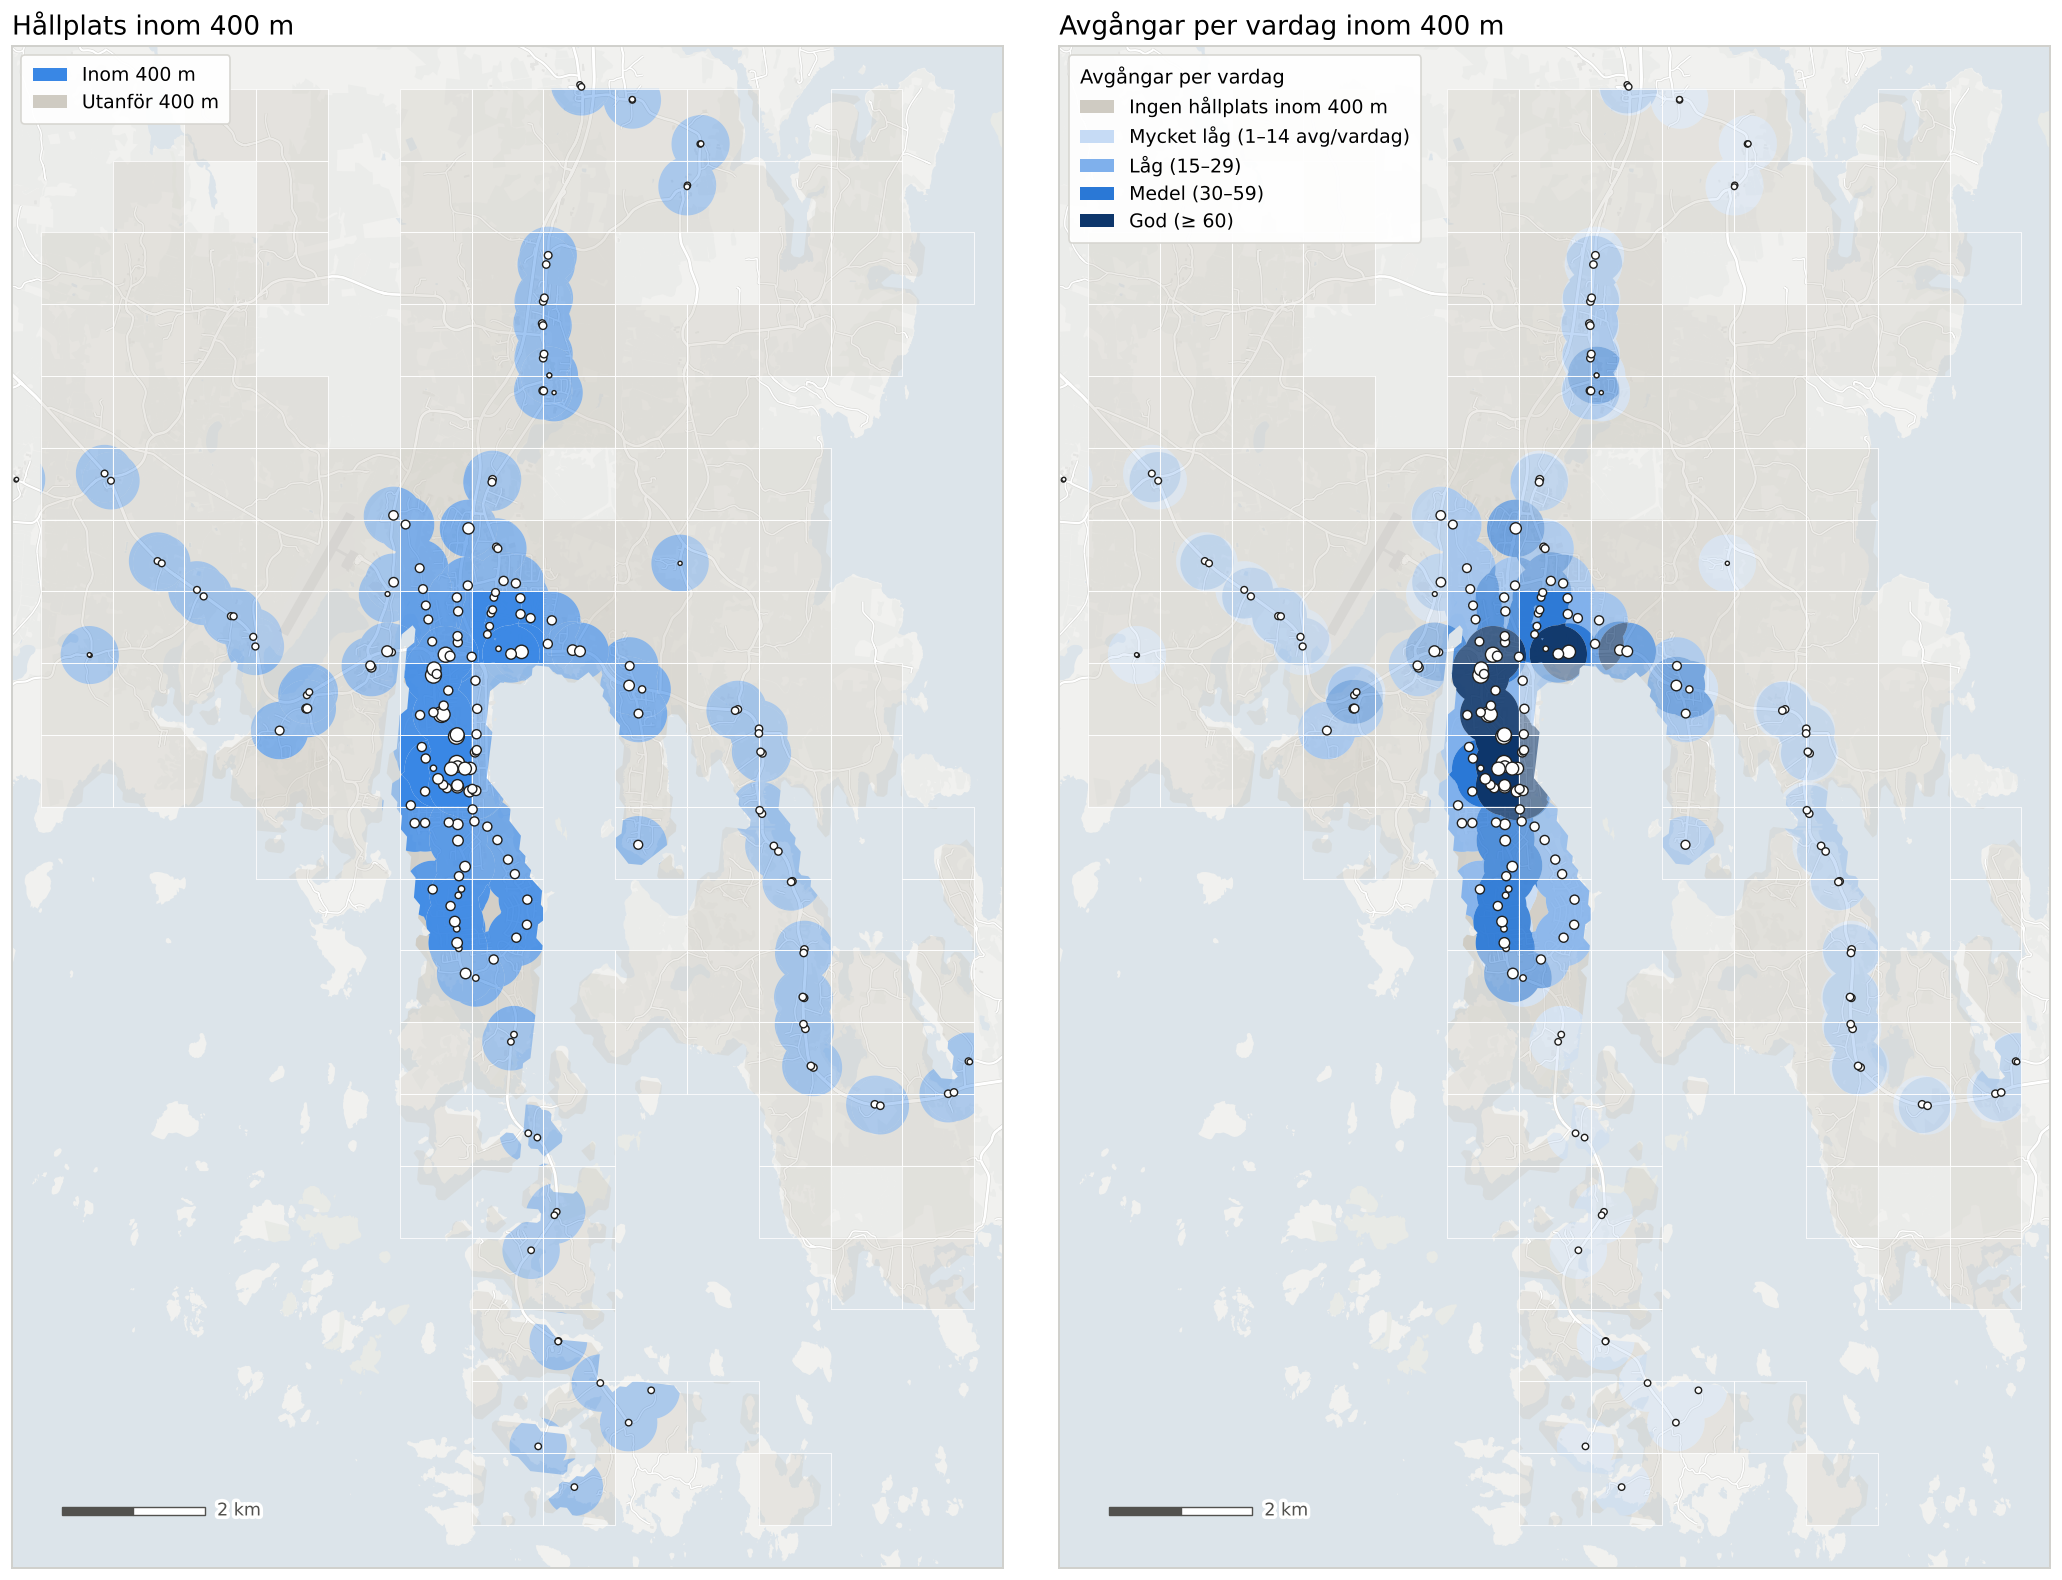 Hållplats inom 400 m
Inom 400 m
Utanför 400 m
2 km
Avgångar per vardag inom 400 m
Avgångar per vardag
Ingen hållplats inom 400 m
Mycket låg (1–14 avg/vardag)
Låg (15–29)
Medel (30–59)
God (≥ 60)
2 km